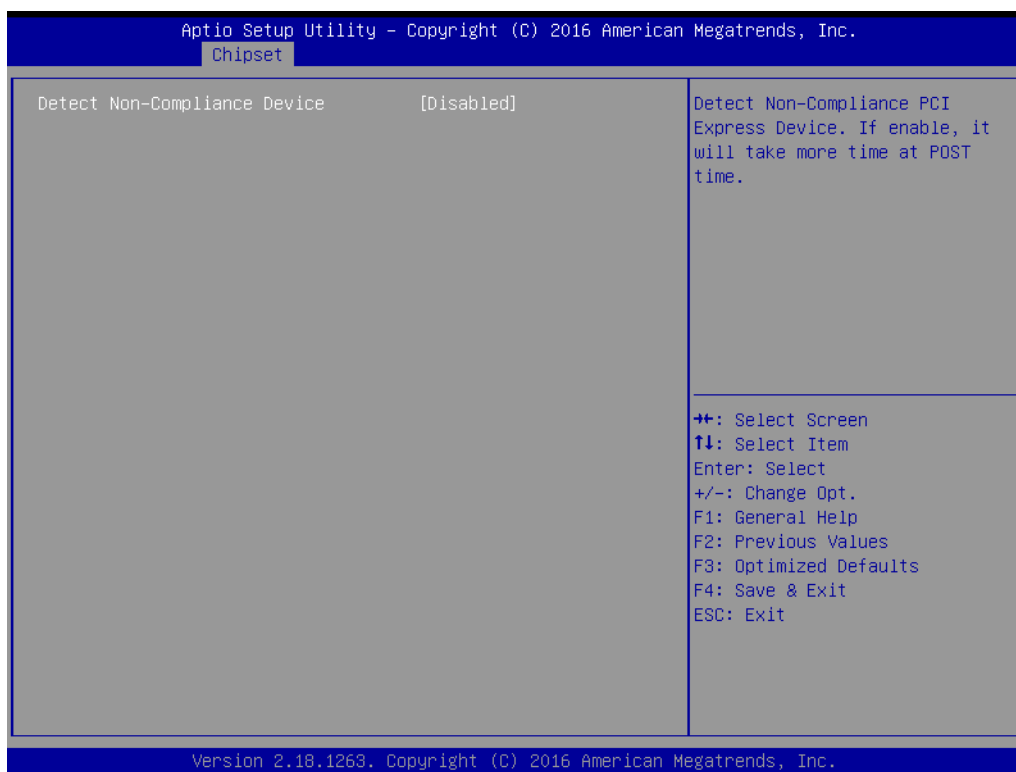 Aptio Setup Utility – Copyright (C) 2016 American Megatrends, Inc.
Chipset
Detect Non-Compliance Device [Disabled]
Detect Non-Compliance PCI
Express Device. If enable, it
will take more time at POST
time.
→←: Select Screen
↑↓: Select Item
Enter: Select
+/-: Change Opt.
F1: General Help
F2: Previous Values
F3: Optimized Defaults
F4: Save & Exit
ESC: Exit
Version 2.18.1263. Copyright (C) 2016 American Megatrends, Inc.